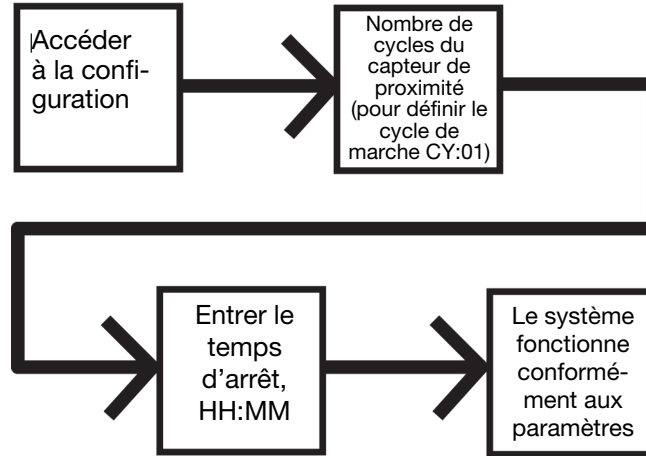 Accéder
à la confi-
guration
Nombre de
cycles du
capteur de
proximité
(pour définir le
cycle de
marche CY:01)
Entrer le
temps
d'arrêt,
HH:MM
Le système
fonctionne
conformé-
ment aux
paramètres